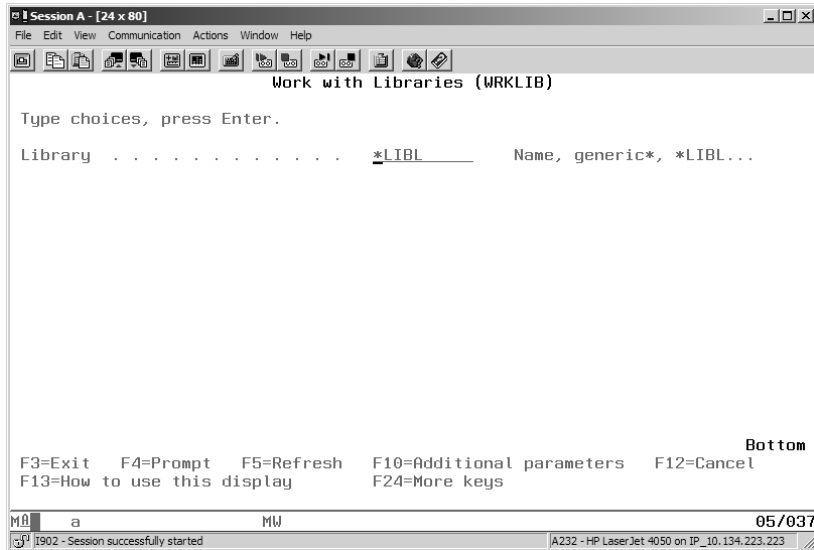 Session A - [24 x 80]
File Edit View Communication Actions Window Help
Work with Libraries (WRKLIB)
Type choices, press Enter.
Library . . . . . . . . . . . . *LIBL Name, generic*, *LIBL...
Bottom
F3=Exit F4=Prompt F5=Refresh F10=Additional parameters F12=Cancel
F13=How to use this display F24=More keys
MA a MW 05/037
I902 - Session successfully started A232 - HP LaserJet 4050 on IP_10.134.223.223